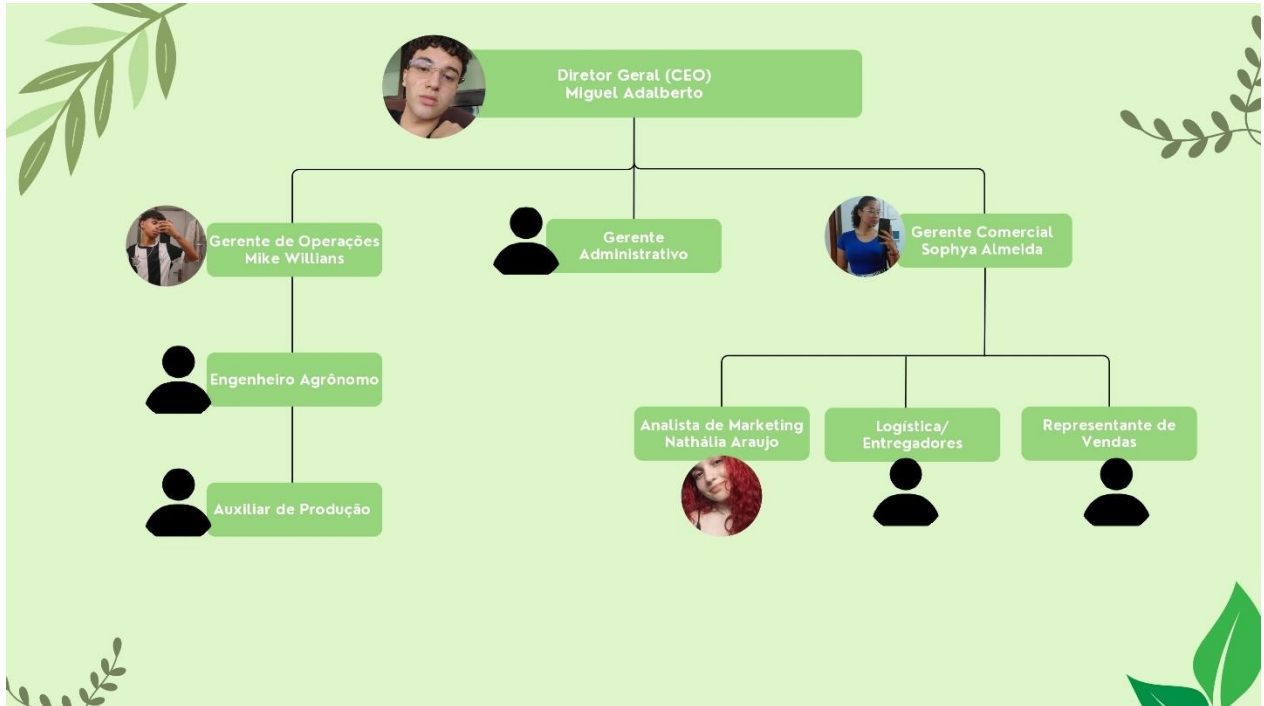 Diretor Geral (CEO)
Miguel Adalberto
Gerente de Operações
Mike Willians
Gerente
Administrativo
Gerente Comercial
Sophya Almeida
Engenheiro Agrônomo
Auxiliar de Produção
Analista de Marketing
Nathália Araujo
Logística/
Entregadores
Representante de
Vendas